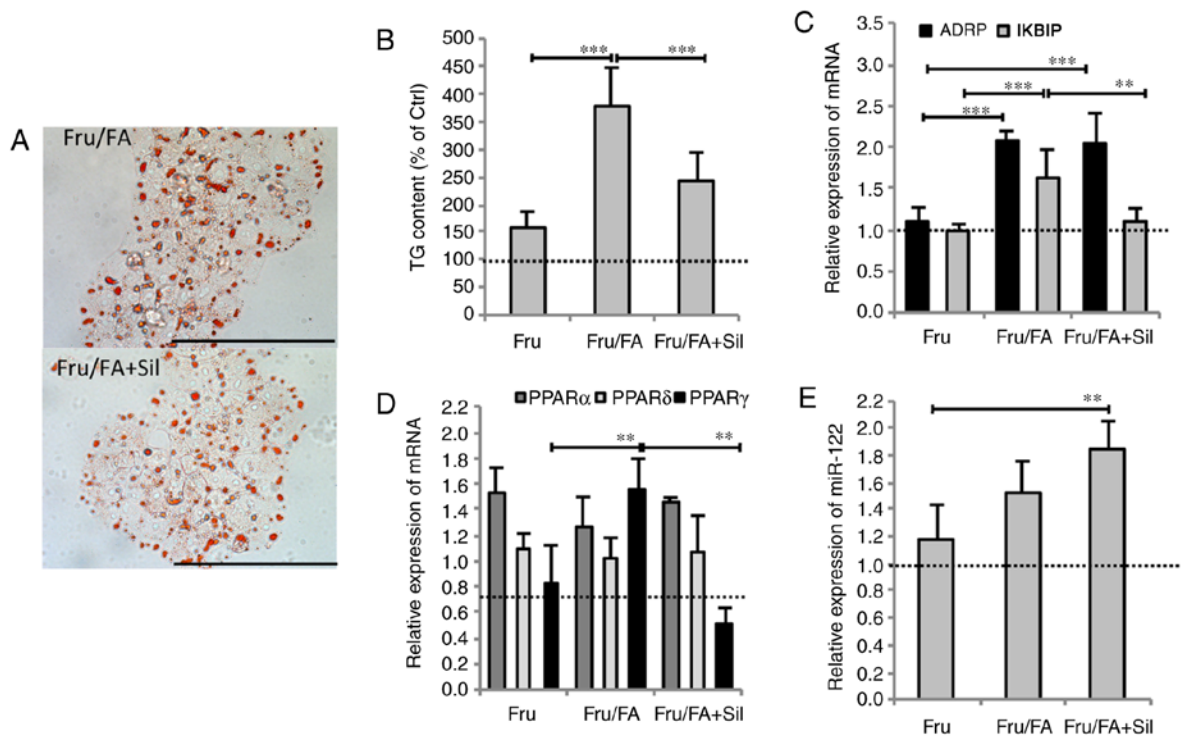 A
Fru/FA
Fru/FA+Sil
B
TG content (% of Ctrl)
500
450
400
350
300
250
200
150
100
50
0
***
***
Fru
Fru/FA
Fru/FA+Sil
C
Relative expression of mRNA
ADRP IKBIP
3.5
3.0
2.5
2.0
1.5
1.0
0.5
0.0
***
***
**
***
Fru
Fru/FA
Fru/FA+Sil
D
Relative expression of mRNA
PPARα PPARδ PPARγ
2.2
2.0
1.8
1.6
1.4
1.2
1.0
0.8
0.6
0.4
0.2
0.0
**
**
Fru
Fru/FA
Fru/FA+Sil
E
Relative expression of miR-122
2.2
2.0
1.8
1.6
1.4
1.2
1.0
0.8
0.6
0.4
0.2
0.0
**
Fru
Fru/FA
Fru/FA+Sil